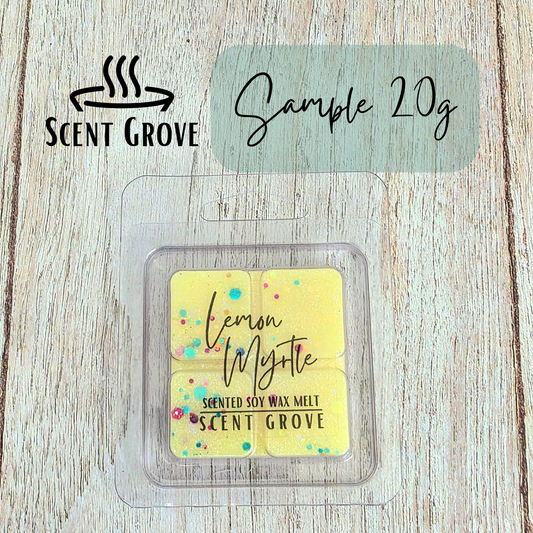 SCENT GROVE
Sample 20g
Lemon
Myrtle
SCENTED SOY WAX MELT
SCENT GROVE